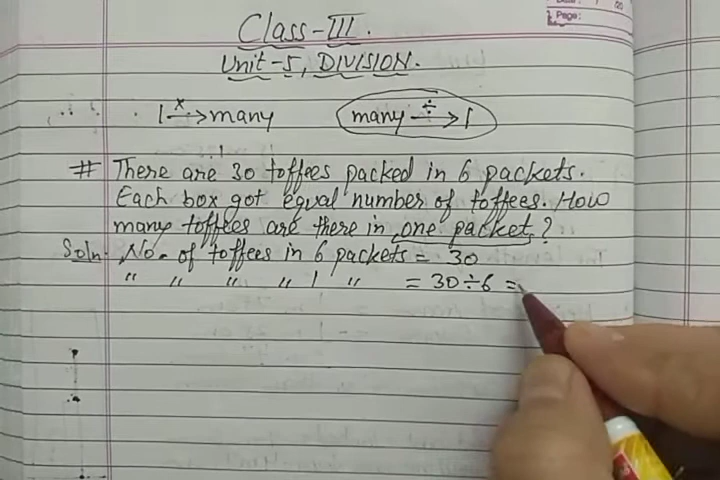 Page:
Class-III.
Unit-5, DIVISION.
1 × → many many ÷ → 1
# There are 30 toffees packed in 6 packets.
Each box got equal number of toffees. How
many toffees are there in one packet?
Soln. No. of toffees in 6 packets = 30
" " " " 1 " = 30÷6 =